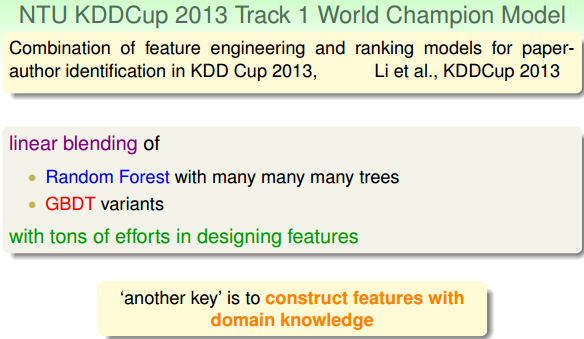 NTU KDDCup 2013 Track 1 World Champion Model
Combination of feature engineering and ranking models for paper-
author identification in KDD Cup 2013, Li et al., KDDCup 2013
linear blending of
• Random Forest with many many many trees
• GBDT variants
with tons of efforts in designing features
‘another key’ is to construct features with
domain knowledge